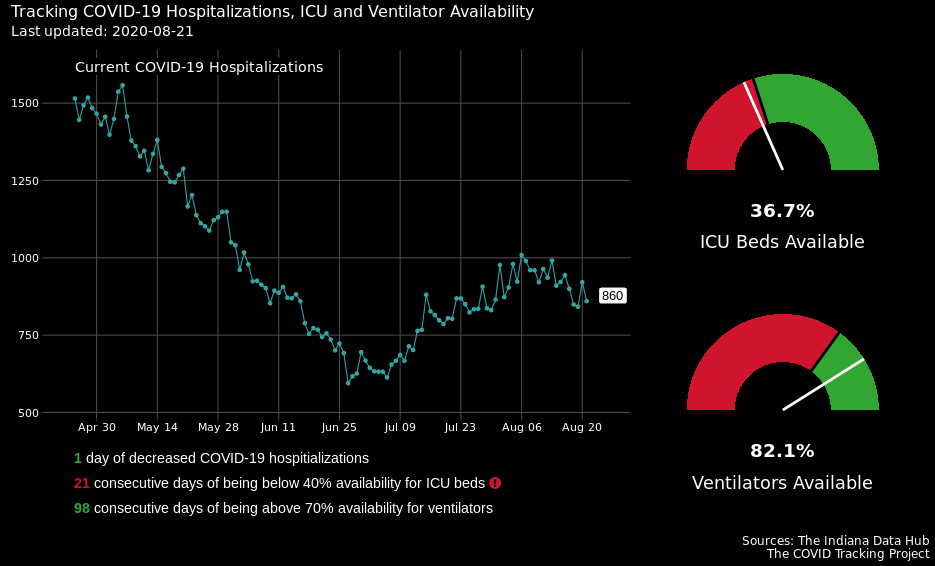 Tracking COVID-19 Hospitalizations, ICU and Ventilator Availability
Last updated: 2020-08-21
Current COVID-19 Hospitalizations
1500
1250
1000
750
500
860
Apr 30
May 14
May 28
Jun 11
Jun 25
Jul 09
Jul 23
Aug 06
Aug 20
1 day of decreased COVID-19 hospitializations
21 consecutive days of being below 40% availability for ICU beds
98 consecutive days of being above 70% availability for ventilators
36.7%
ICU Beds Available
82.1%
Ventilators Available
Sources: The Indiana Data Hub
The COVID Tracking Project